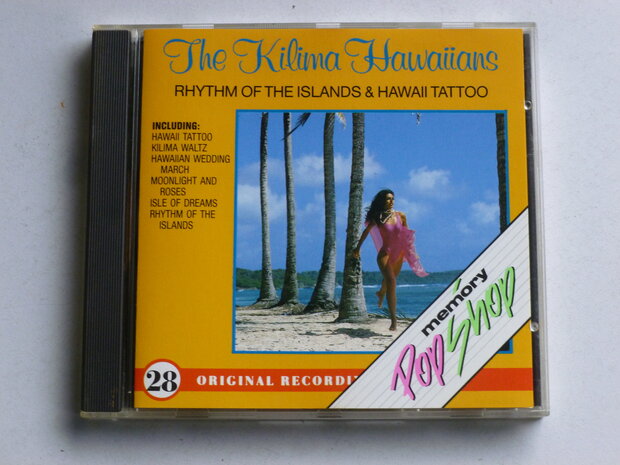 The Kilima Hawaiians
RHYTHM OF THE ISLANDS & HAWAII TATTOO
INCLUDING:
HAWAII TATTOO
KILIMA WALTZ
HAWAIIAN WEDDING
MARCH
MOONLIGHT AND
ROSES
ISLE OF DREAMS
RHYTHM OF THE
ISLANDS
memory
Pop Shop
28 ORIGINAL RECORDI